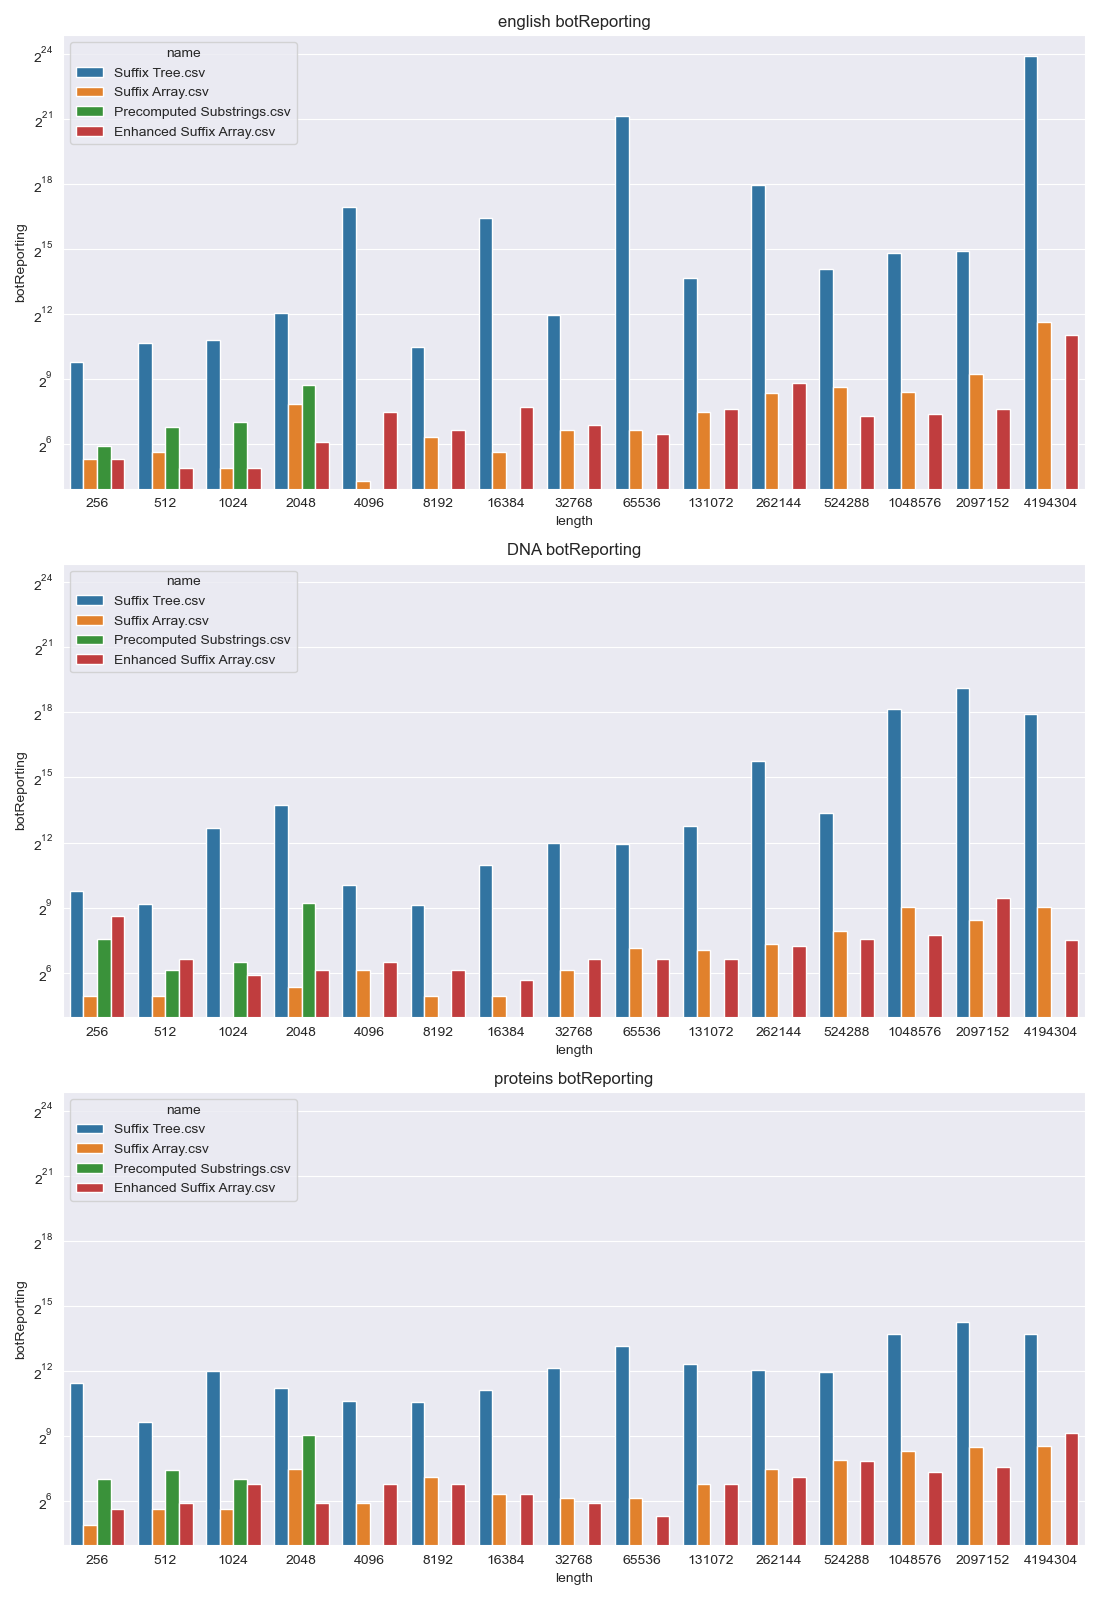 english botReporting
name
Suffix Tree.csv
Suffix Array.csv
Precomputed Substrings.csv
Enhanced Suffix Array.csv
2^24
2^21
2^18
2^15
2^12
2^9
2^6
botReporting
256 512 1024 2048 4096 8192 16384 32768 65536 131072 262144 524288 1048576 2097152 4194304
length
DNA botReporting
name
Suffix Tree.csv
Suffix Array.csv
Precomputed Substrings.csv
Enhanced Suffix Array.csv
2^24
2^21
2^18
2^15
2^12
2^9
2^6
botReporting
256 512 1024 2048 4096 8192 16384 32768 65536 131072 262144 524288 1048576 2097152 4194304
length
proteins botReporting
name
Suffix Tree.csv
Suffix Array.csv
Precomputed Substrings.csv
Enhanced Suffix Array.csv
2^24
2^21
2^18
2^15
2^12
2^9
2^6
botReporting
256 512 1024 2048 4096 8192 16384 32768 65536 131072 262144 524288 1048576 2097152 4194304
length